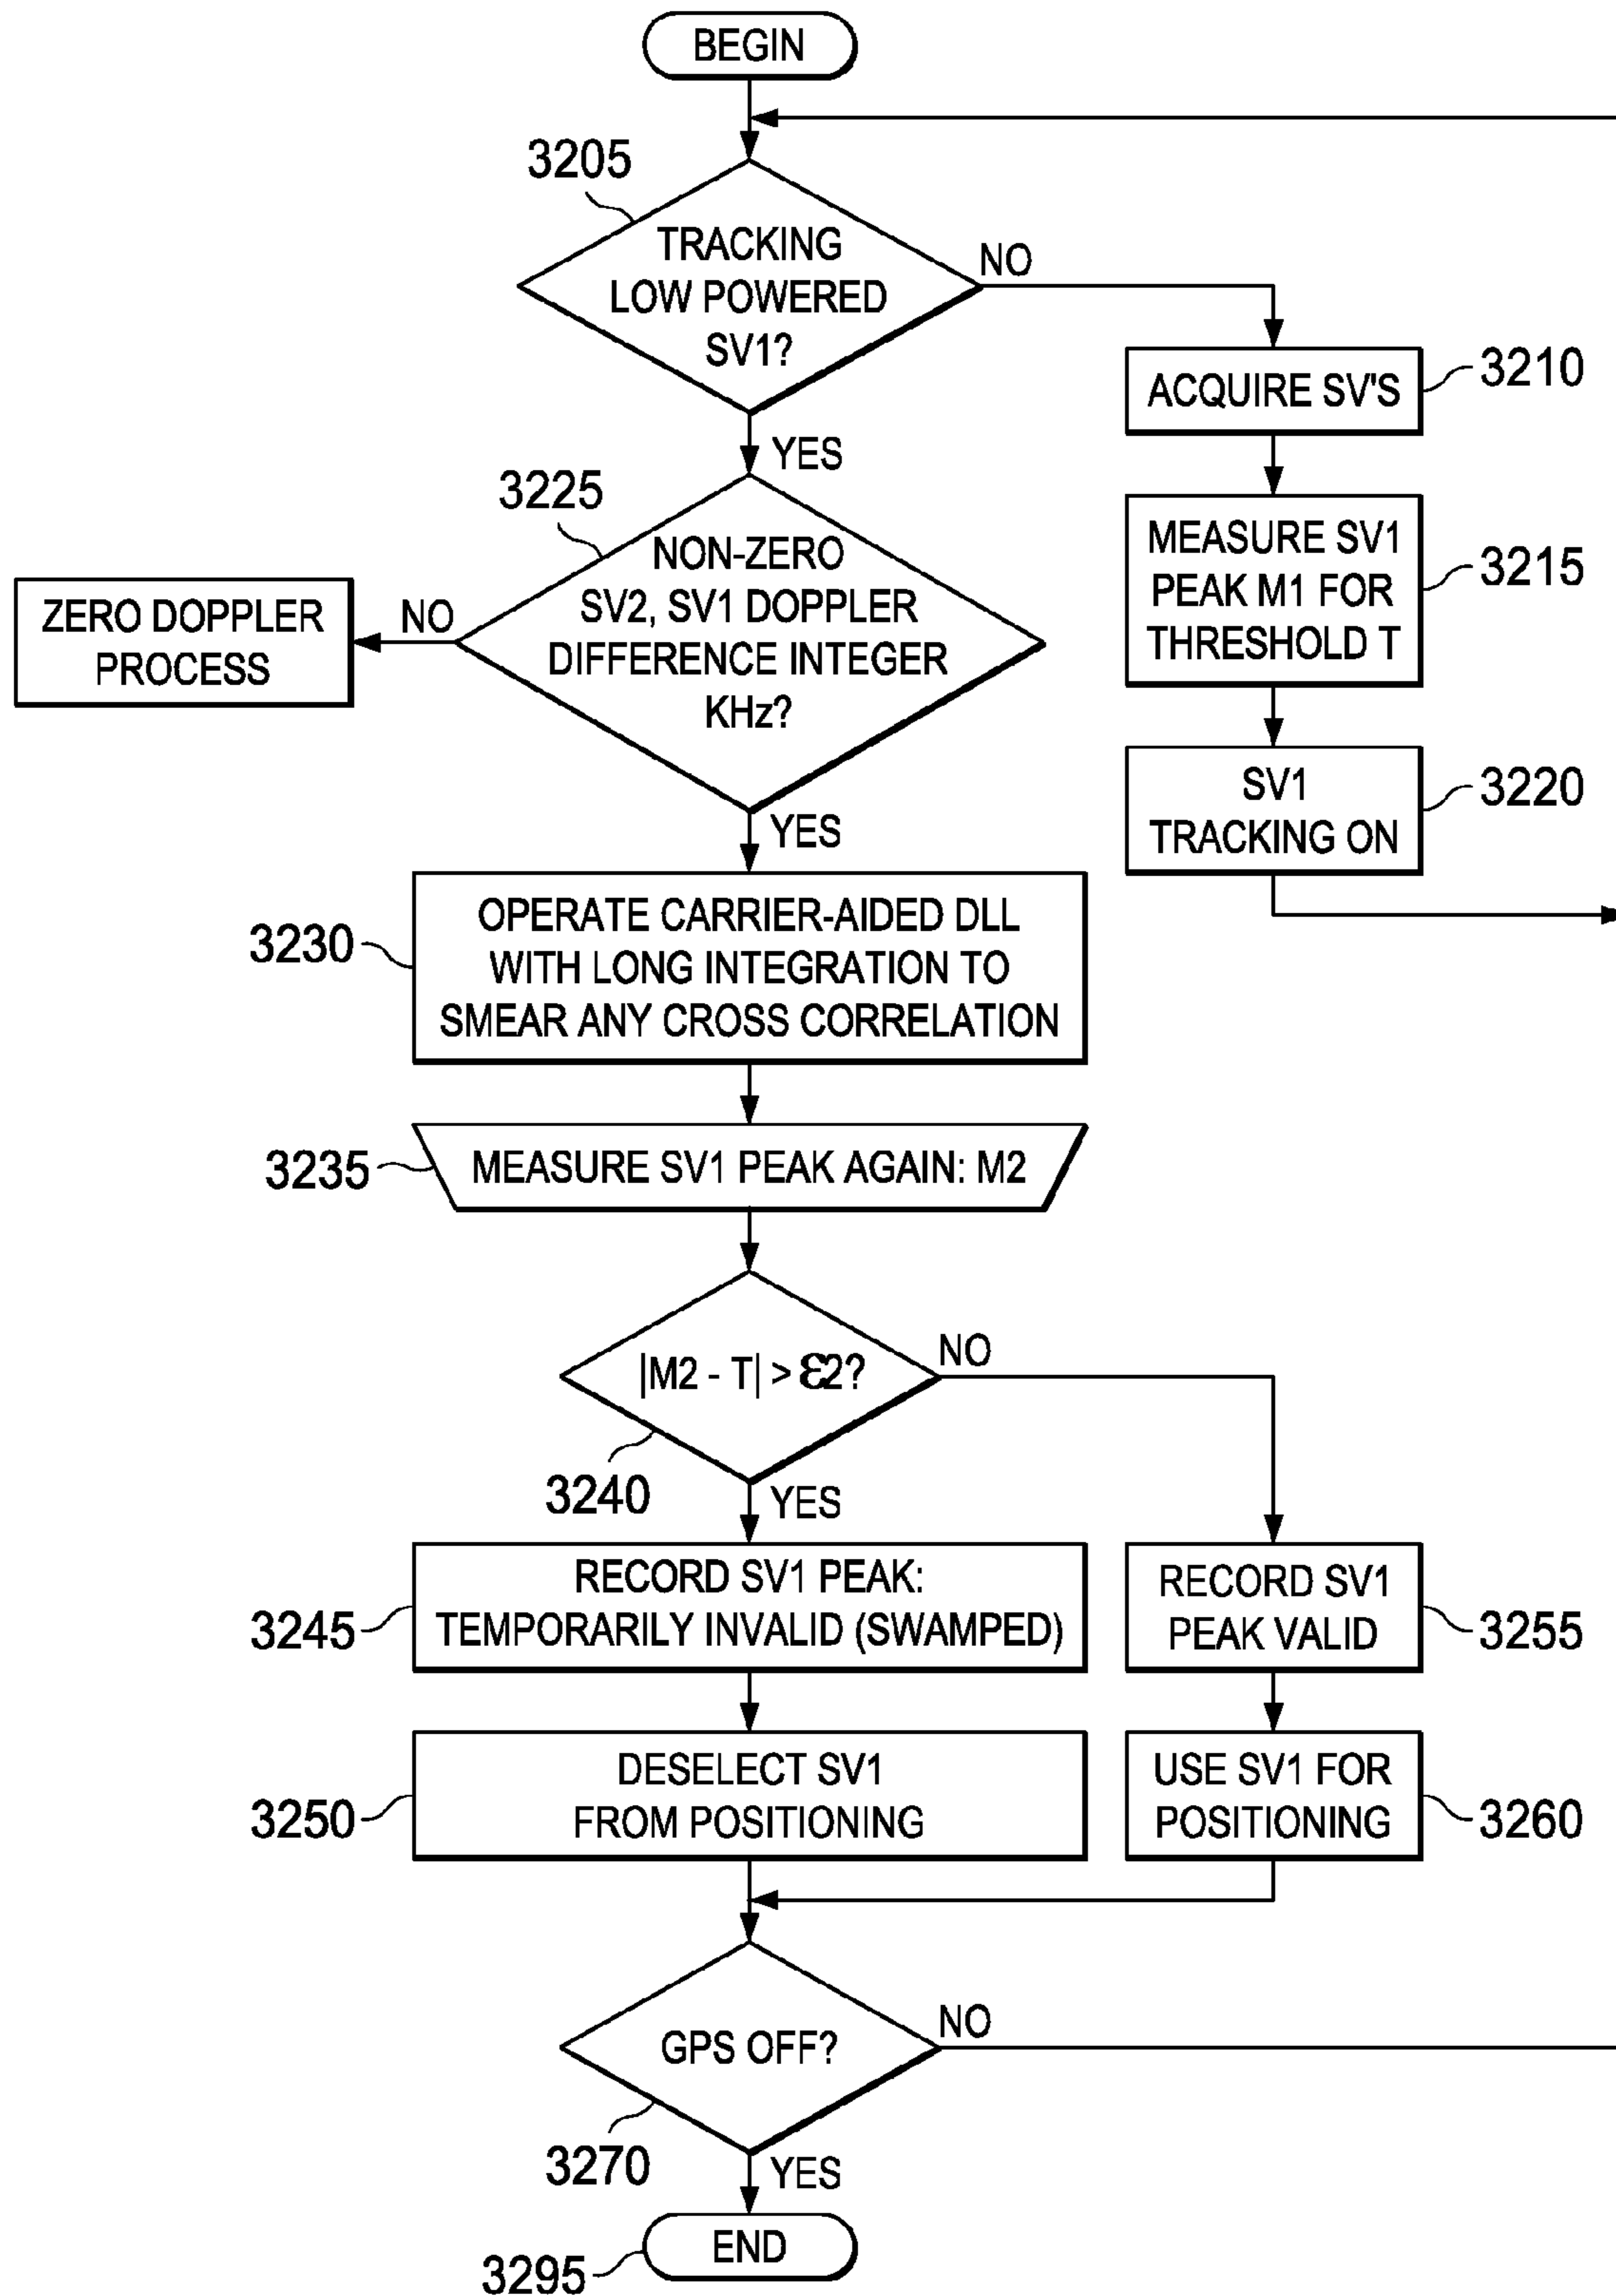 BEGIN
3205
TRACKING
LOW POWERED
SV1?
NO
YES
ACQUIRE SV'S
3210
MEASURE SV1
PEAK M1 FOR
THRESHOLD T
3215
SV1
TRACKING ON
3220
3225
NON-ZERO
SV2, SV1 DOPPLER
DIFFERENCE INTEGER
KHz?
NO
YES
ZERO DOPPLER
PROCESS
3230
OPERATE CARRIER-AIDED DLL
WITH LONG INTEGRATION TO
SMEAR ANY CROSS CORRELATION
3235
MEASURE SV1 PEAK AGAIN: M2
|M2 - T| > ε2?
NO
3240
YES
3245
RECORD SV1 PEAK:
TEMPORARILY INVALID (SWAMPED)
RECORD SV1
PEAK VALID
3255
3250
DESELECT SV1
FROM POSITIONING
USE SV1 FOR
POSITIONING
3260
GPS OFF?
NO
3270
YES
END
3295